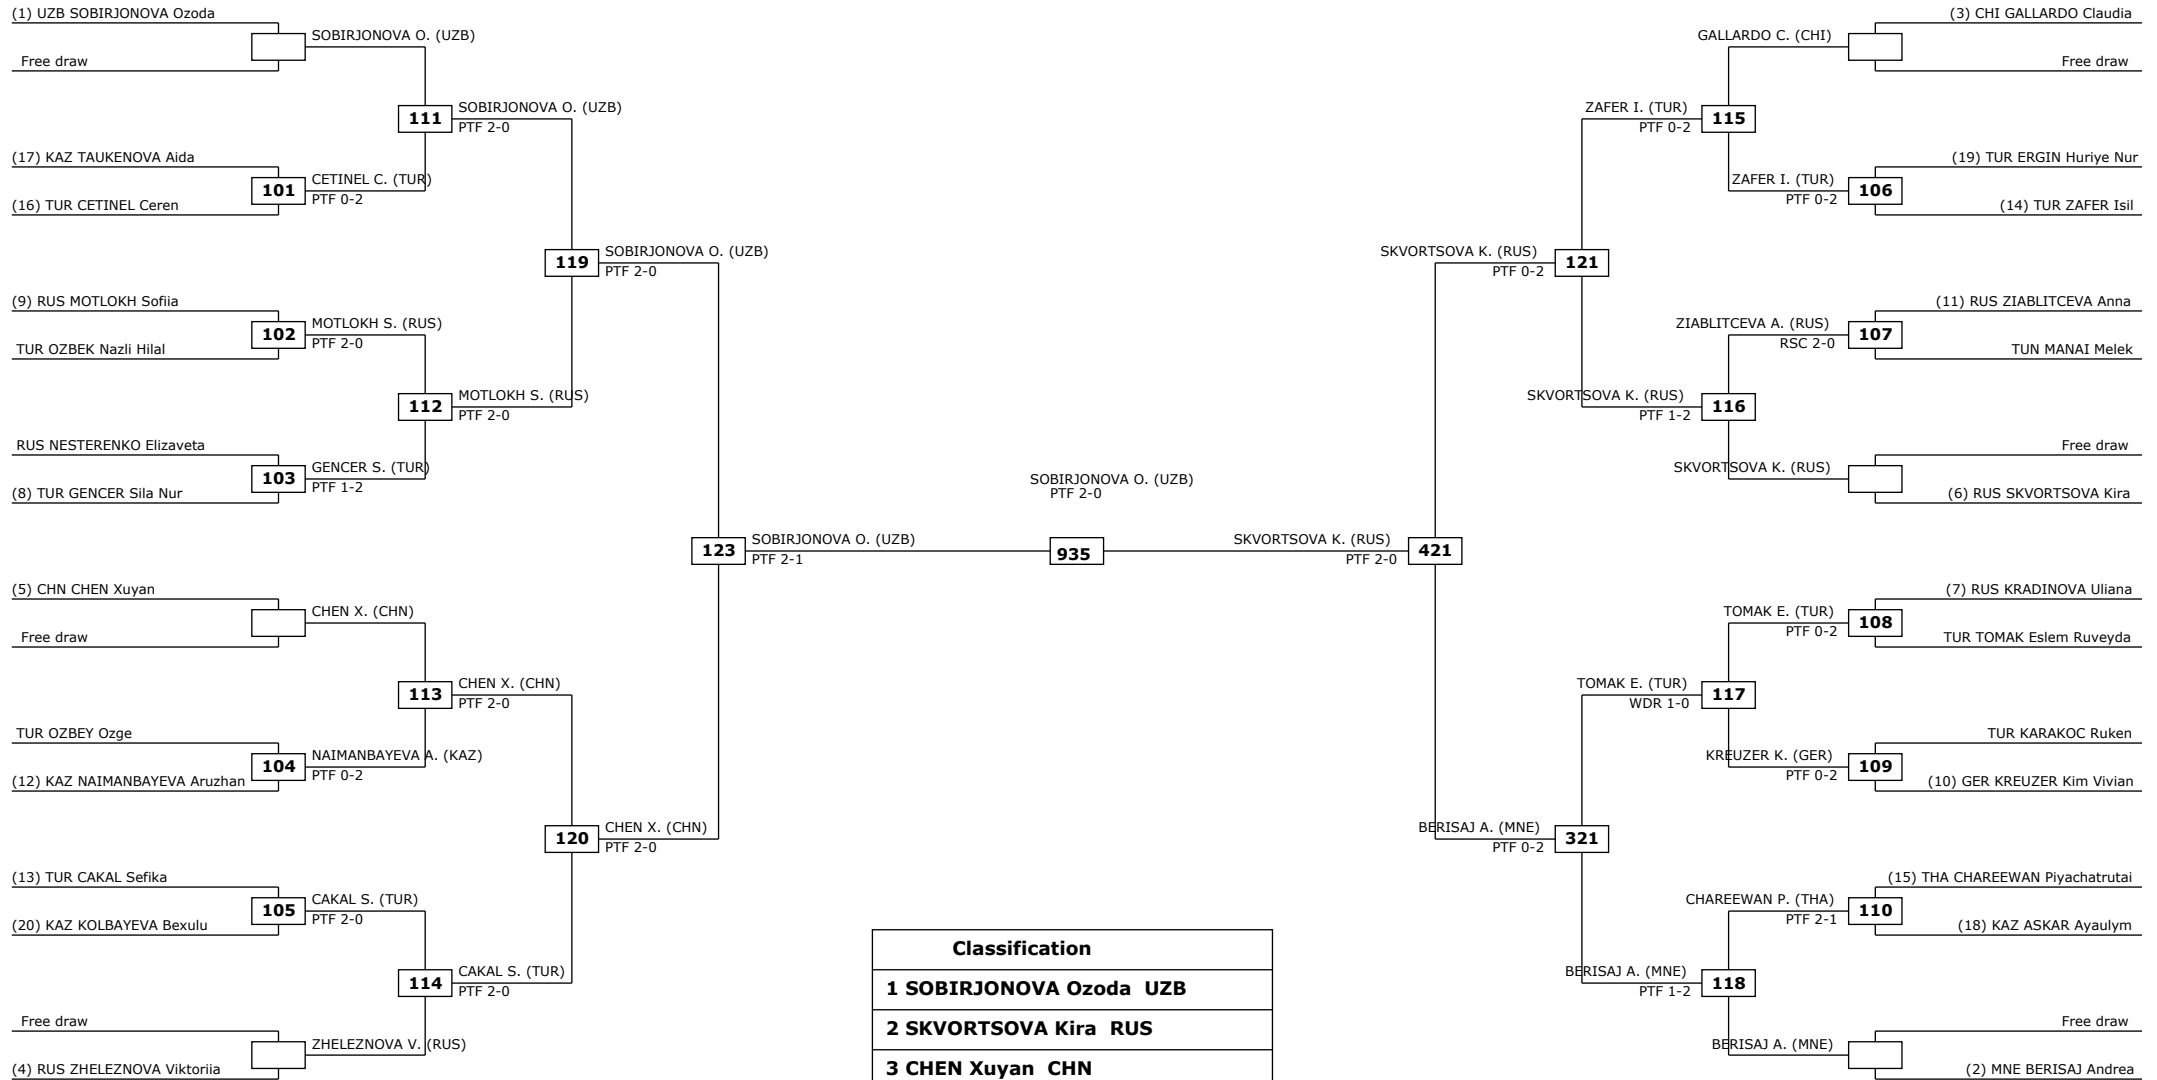 (1) UZB SOBIRJONOVA Ozoda
SOBIRJONOVA O. (UZB)
Free draw
111
SOBIRJONOVA O. (UZB)
PTF 2-0
(17) KAZ TAUKENOVA Aida
101
CETINEL C. (TUR)
PTF 0-2
(16) TUR CETINEL Ceren
119
SOBIRJONOVA O. (UZB)
PTF 2-0
(9) RUS MOTLOKH Sofiia
102
MOTLOKH S. (RUS)
PTF 2-0
TUR OZBEK Nazli Hilal
112
MOTLOKH S. (RUS)
PTF 2-0
RUS NESTERENKO Elizaveta
103
GENCER S. (TUR)
PTF 1-2
(8) TUR GENCER Sila Nur
123
SOBIRJONOVA O. (UZB)
PTF 2-1
(5) CHN CHEN Xuyan
CHEN X. (CHN)
Free draw
113
CHEN X. (CHN)
PTF 2-0
TUR OZBEY Ozge
104
NAIMANBAYEVA A. (KAZ)
PTF 0-2
(12) KAZ NAIMANBAYEVA Aruzhan
120
CHEN X. (CHN)
PTF 2-0
(13) TUR CAKAL Sefika
105
CAKAL S. (TUR)
PTF 2-0
(20) KAZ KOLBAYEVA Bexulu
114
CAKAL S. (TUR)
PTF 2-0
Free draw
ZHELEZNOVA V. (RUS)
(4) RUS ZHELEZNOVA Viktoriia
SOBIRJONOVA O. (UZB)
PTF 2-0
935
(3) CHI GALLARDO Claudia
GALLARDO C. (CHI)
Free draw
ZAFER I. (TUR)
PTF 0-2
115
(19) TUR ERGIN Huriye Nur
ZAFER I. (TUR)
PTF 0-2
106
(14) TUR ZAFER Isil
SKVORTSOVA K. (RUS)
PTF 0-2
121
(11) RUS ZIABLITCEVA Anna
ZIABLITCEVA A. (RUS)
RSC 2-0
107
TUN MANAI Melek
SKVORTSOVA K. (RUS)
PTF 1-2
116
Free draw
SKVORTSOVA K. (RUS)
(6) RUS SKVORTSOVA Kira
SKVORTSOVA K. (RUS)
PTF 2-0
421
(7) RUS KRADINOVA Uliana
TOMAK E. (TUR)
PTF 0-2
108
TUR TOMAK Eslem Ruveyda
TOMAK E. (TUR)
WDR 1-0
117
TUR KARAKOC Ruken
KREUZER K. (GER)
PTF 0-2
109
(10) GER KREUZER Kim Vivian
BERISAJ A. (MNE)
PTF 0-2
321
(15) THA CHAREEWAN Piyachatrutai
CHAREEWAN P. (THA)
PTF 2-1
110
(18) KAZ ASKAR Ayaulym
BERISAJ A. (MNE)
PTF 1-2
118
Free draw
BERISAJ A. (MNE)
(2) MNE BERISAJ Andrea
Classification
1 SOBIRJONOVA Ozoda UZB
2 SKVORTSOVA Kira RUS
3 CHEN Xuyan CHN